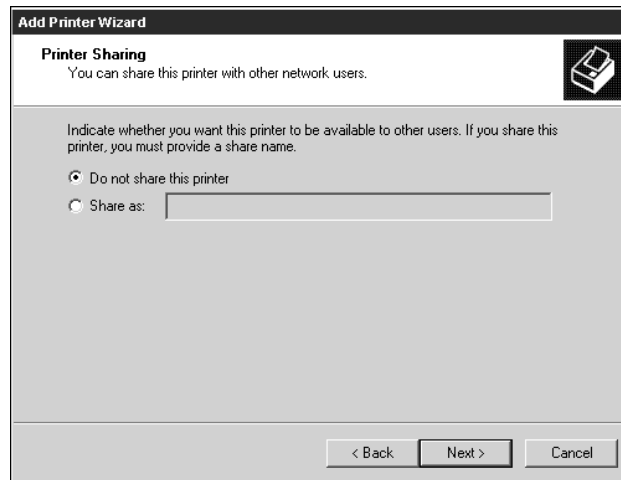 Add Printer Wizard
Printer Sharing
You can share this printer with other network users.
Indicate whether you want this printer to be available to other users. If you share this
printer, you must provide a share name.
Do not share this printer
Share as:
< Back Next > Cancel